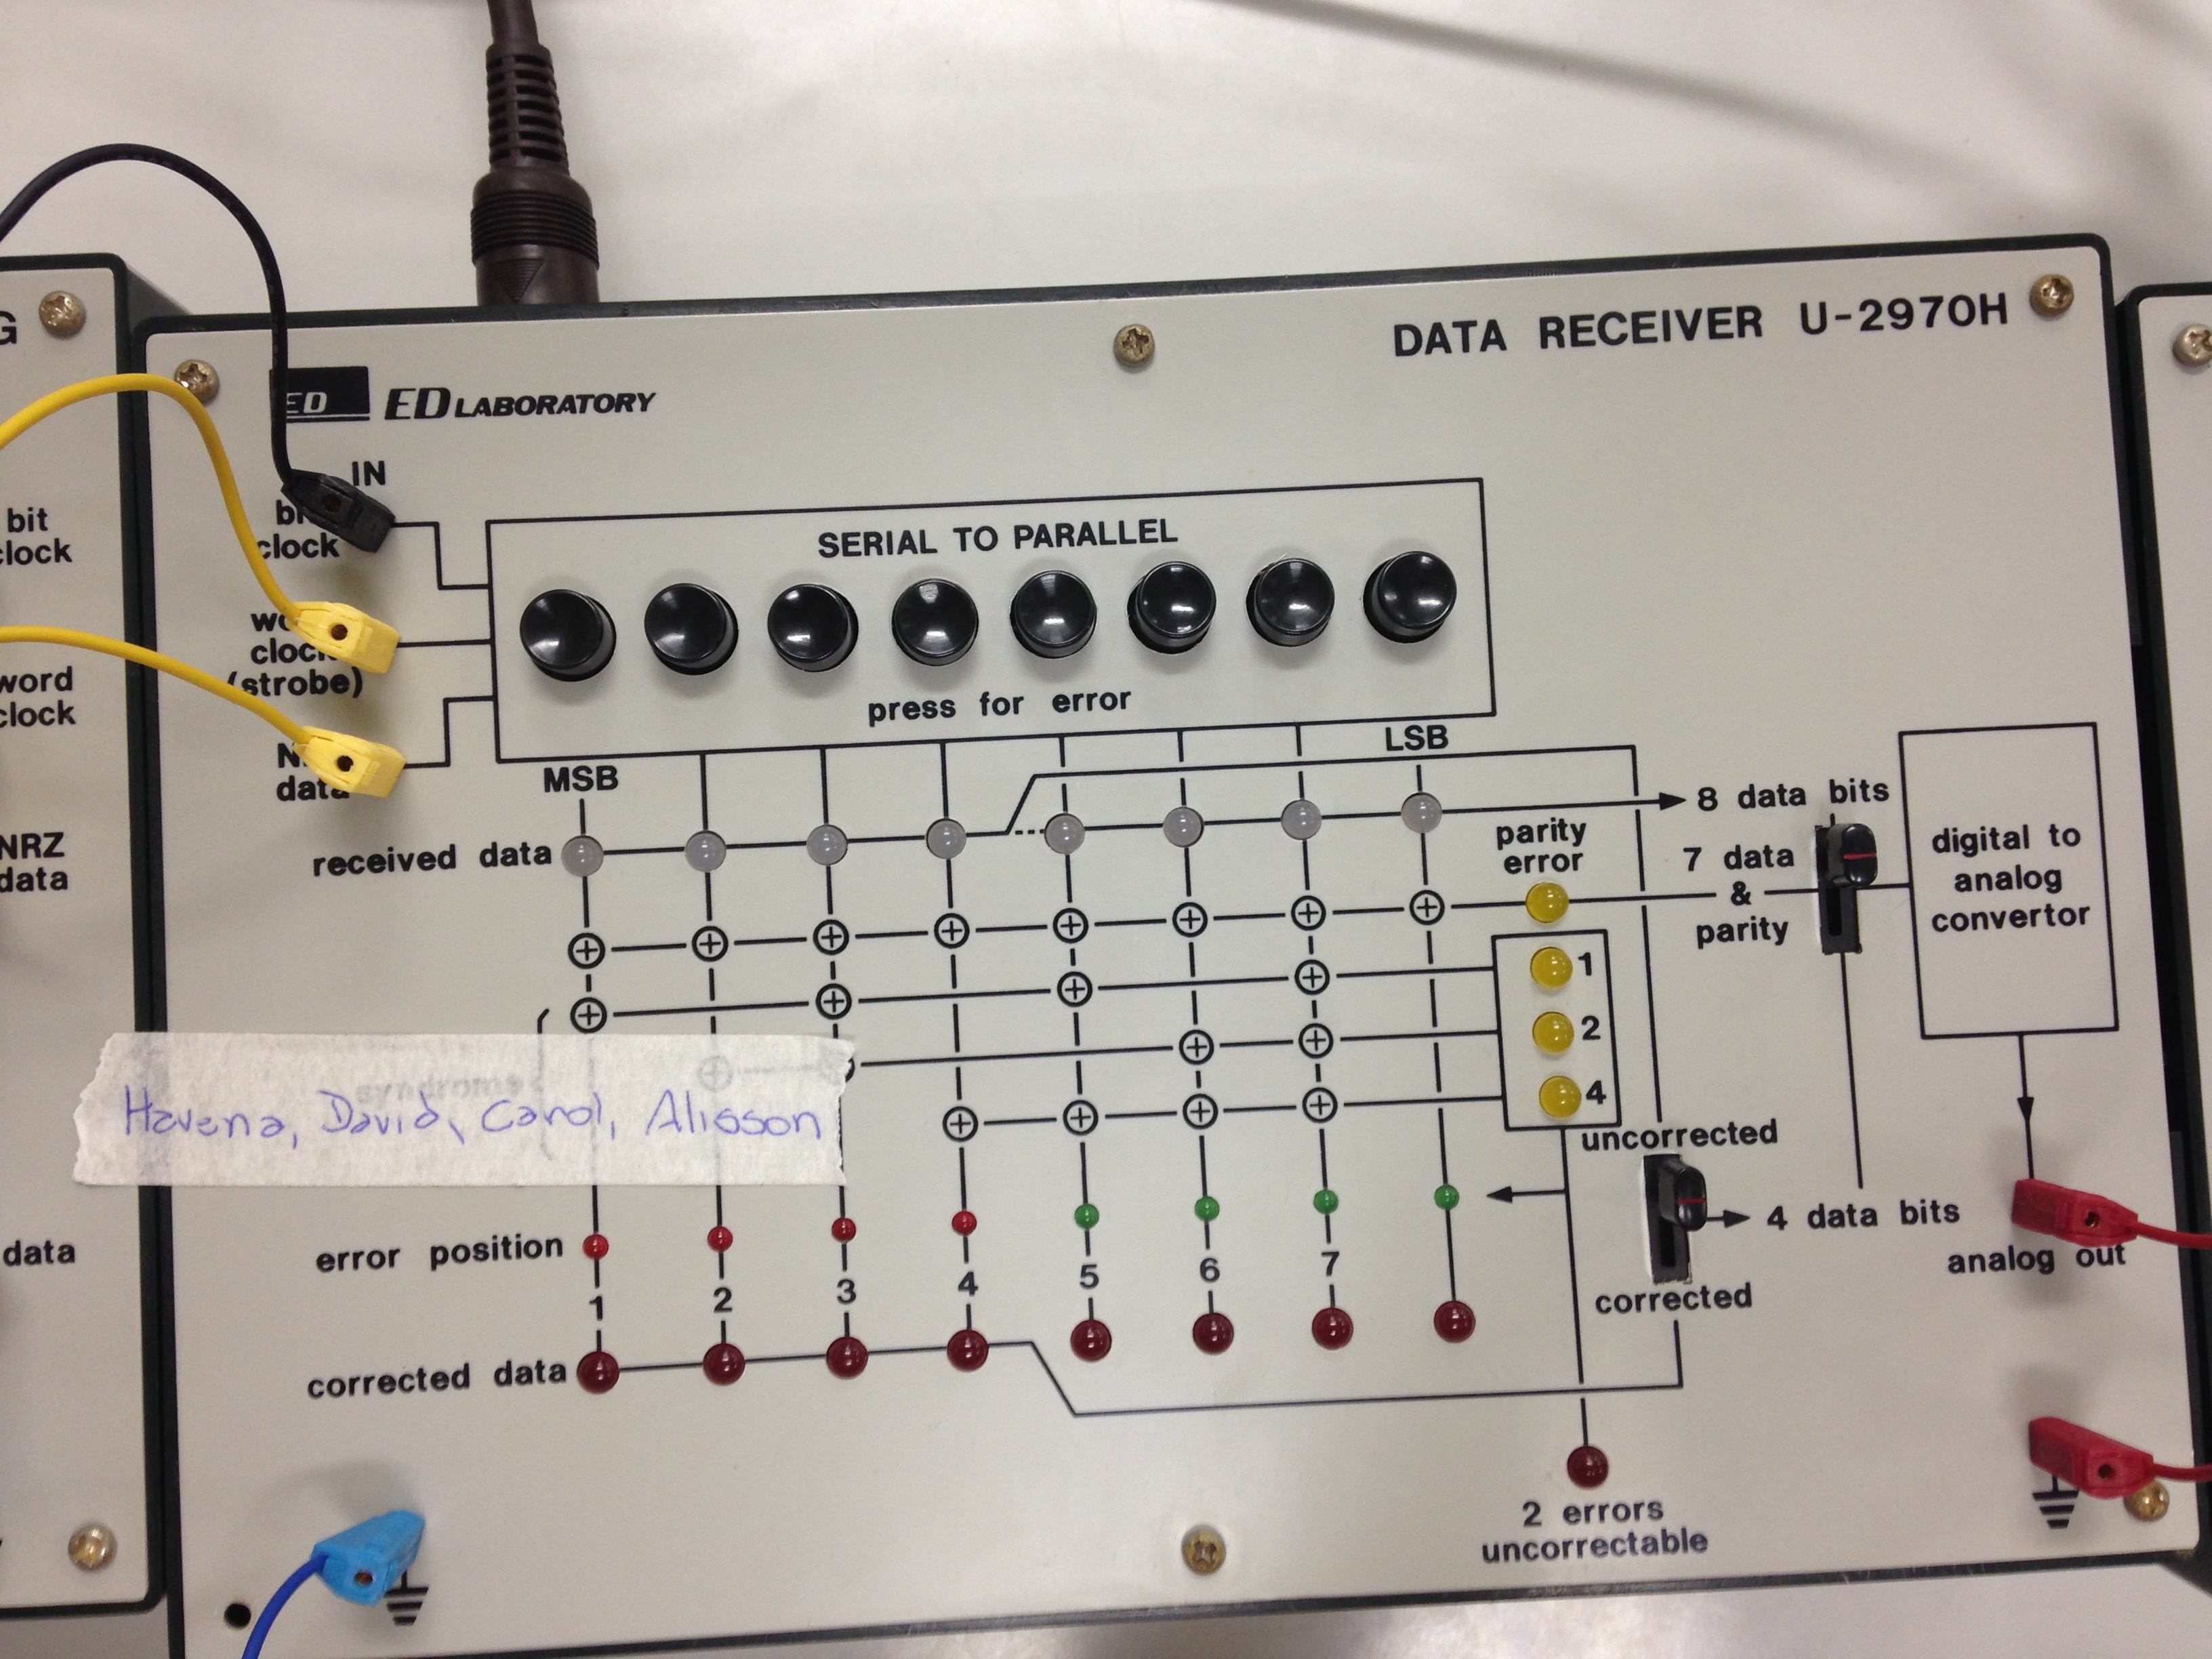 DATA RECEIVER U-2970H
ED
ED LABORATORY
G
IN
bit
clock
clock
SERIAL TO PARALLEL
clock
(strobe)
press for error
word
clock
MSB
LSB
data
NRZ
data
received data
8 data bits
parity
error
7 data
&
parity
digital to
analog
convertor
1
2
4
syndrome
Havena, David, Carol, Alisson
uncorrected
4 data bits
corrected
analog out
data
error position
1 2 3 4 5 6 7
corrected data
2 errors
uncorrectable